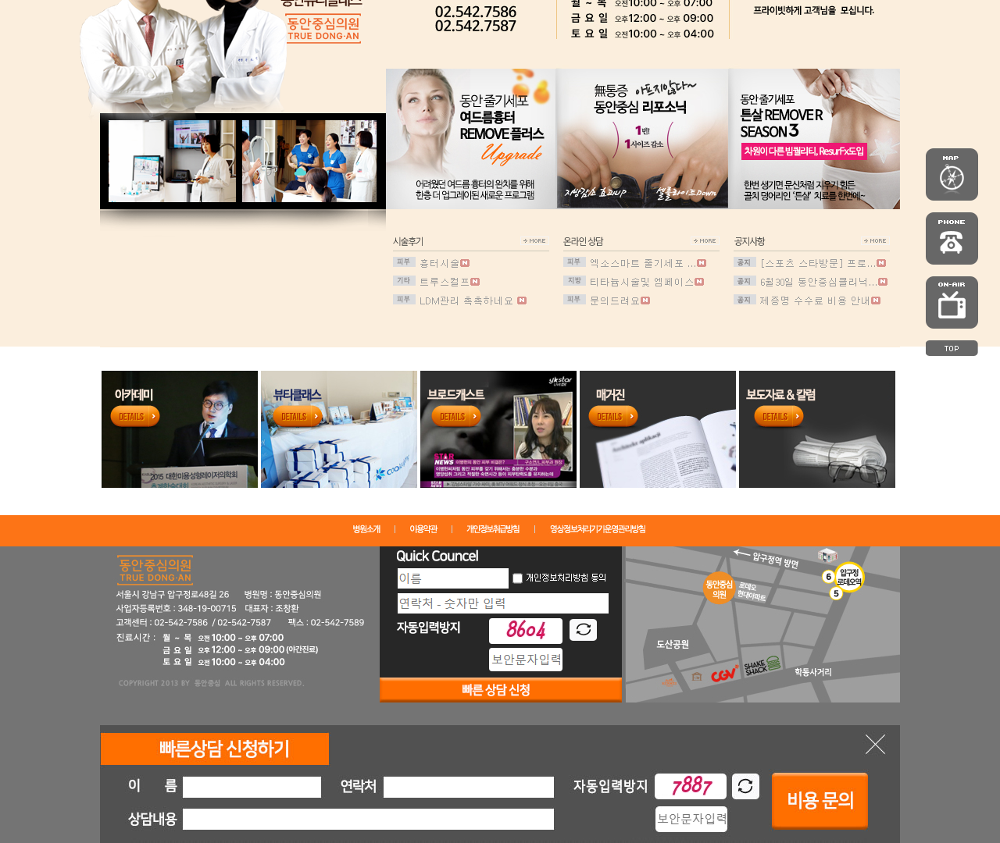 동안뷰티클래스
동안중심의원
TRUE DONG·AN
02.542.7586
02.542.7587
월 ~ 목 오전10:00 ~ 오후 07:00
금 요 일 오후12:00 ~ 오후 09:00
토 요 일 오전10:00 ~ 오후 04:00
프라이빗하게 고객님을 모십니다.
동안 줄기세포
여드름흉터
REMOVE 플러스
Upgrade
어려웠던 여드름 흉터의 완치를 위해
한층 더 업그레이된 새로운 프로그램
無통증 아프지않다~
동안중심 리포소닉
1번!
1사이즈 감소
지방감소 효과UP
셀룰라이트Down
동안 줄기세포
튼살 REMOVER R
SEASON 3
차원이 다른 빔퀄리티, ResurFx도입
한번 생기면 문신처럼 지우기 힘든
골칫 덩어리인 '튼살' 치료를 한번에~
MAP
PHONE
ON-AIR
TOP
시술후기 MORE
피부 흉터시술 N
기타 트루스컬프 N
피부 LDM관리 촉촉하네요 N
온라인 상담 MORE
피부 엑소스마트 줄기세포 ... N
지방 티타늄시술및 엠페이스 N
피부 문의드려요 N
공지사항 MORE
공지 [스포츠 스타방문] 프로... N
공지 6월30일 동안중심클리닉... N
공지 제증명 수수료 비용 안내 N
아카데미
DETAILS
2015 대한미용성형레이저의학회
추계학술대회
뷰티클래스
DETAILS
브로드캐스트
DETAILS
ykstar
STAR NEWS
매거진
DETAILS
Architekt aplikacji
보도자료 & 칼럼
DETAILS
병원소개 | 이용약관 | 개인정보취급방침 | 영상정보처리기기운영관리방침
동안중심의원
TRUE DONG·AN
서울시 강남구 압구정로48길 26 병원명 : 동안중심의원
사업자등록번호 : 348-19-00715 대표자 : 조창환
고객센터 : 02-542-7586 / 02-542-7587 팩스 : 02-542-7589
진료시간 : 월 ~ 목 오전 10:00 ~ 오후 07:00
금 요 일 오후 12:00 ~ 오후 09:00 (야간진료)
토 요 일 오전 10:00 ~ 오후 04:00
COPYRIGHT 2013 BY 동안중심 ALL RIGHTS RESERVED.
Quick Councel
이름
개인정보처리방침 동의
연락처 - 숫자만 입력
자동입력방지 8604
보안문자입력
빠른 상담 신청
압구정역 방면
동안중심
의원
로데오
현대아파트
압구정
로데오역
6
5
도산공원
CGV
SHAKE
SHACK
학동사거리
빠른상담 신청하기
이 름
연락처
자동입력방지 7887
보안문자입력
비용 문의
상담내용